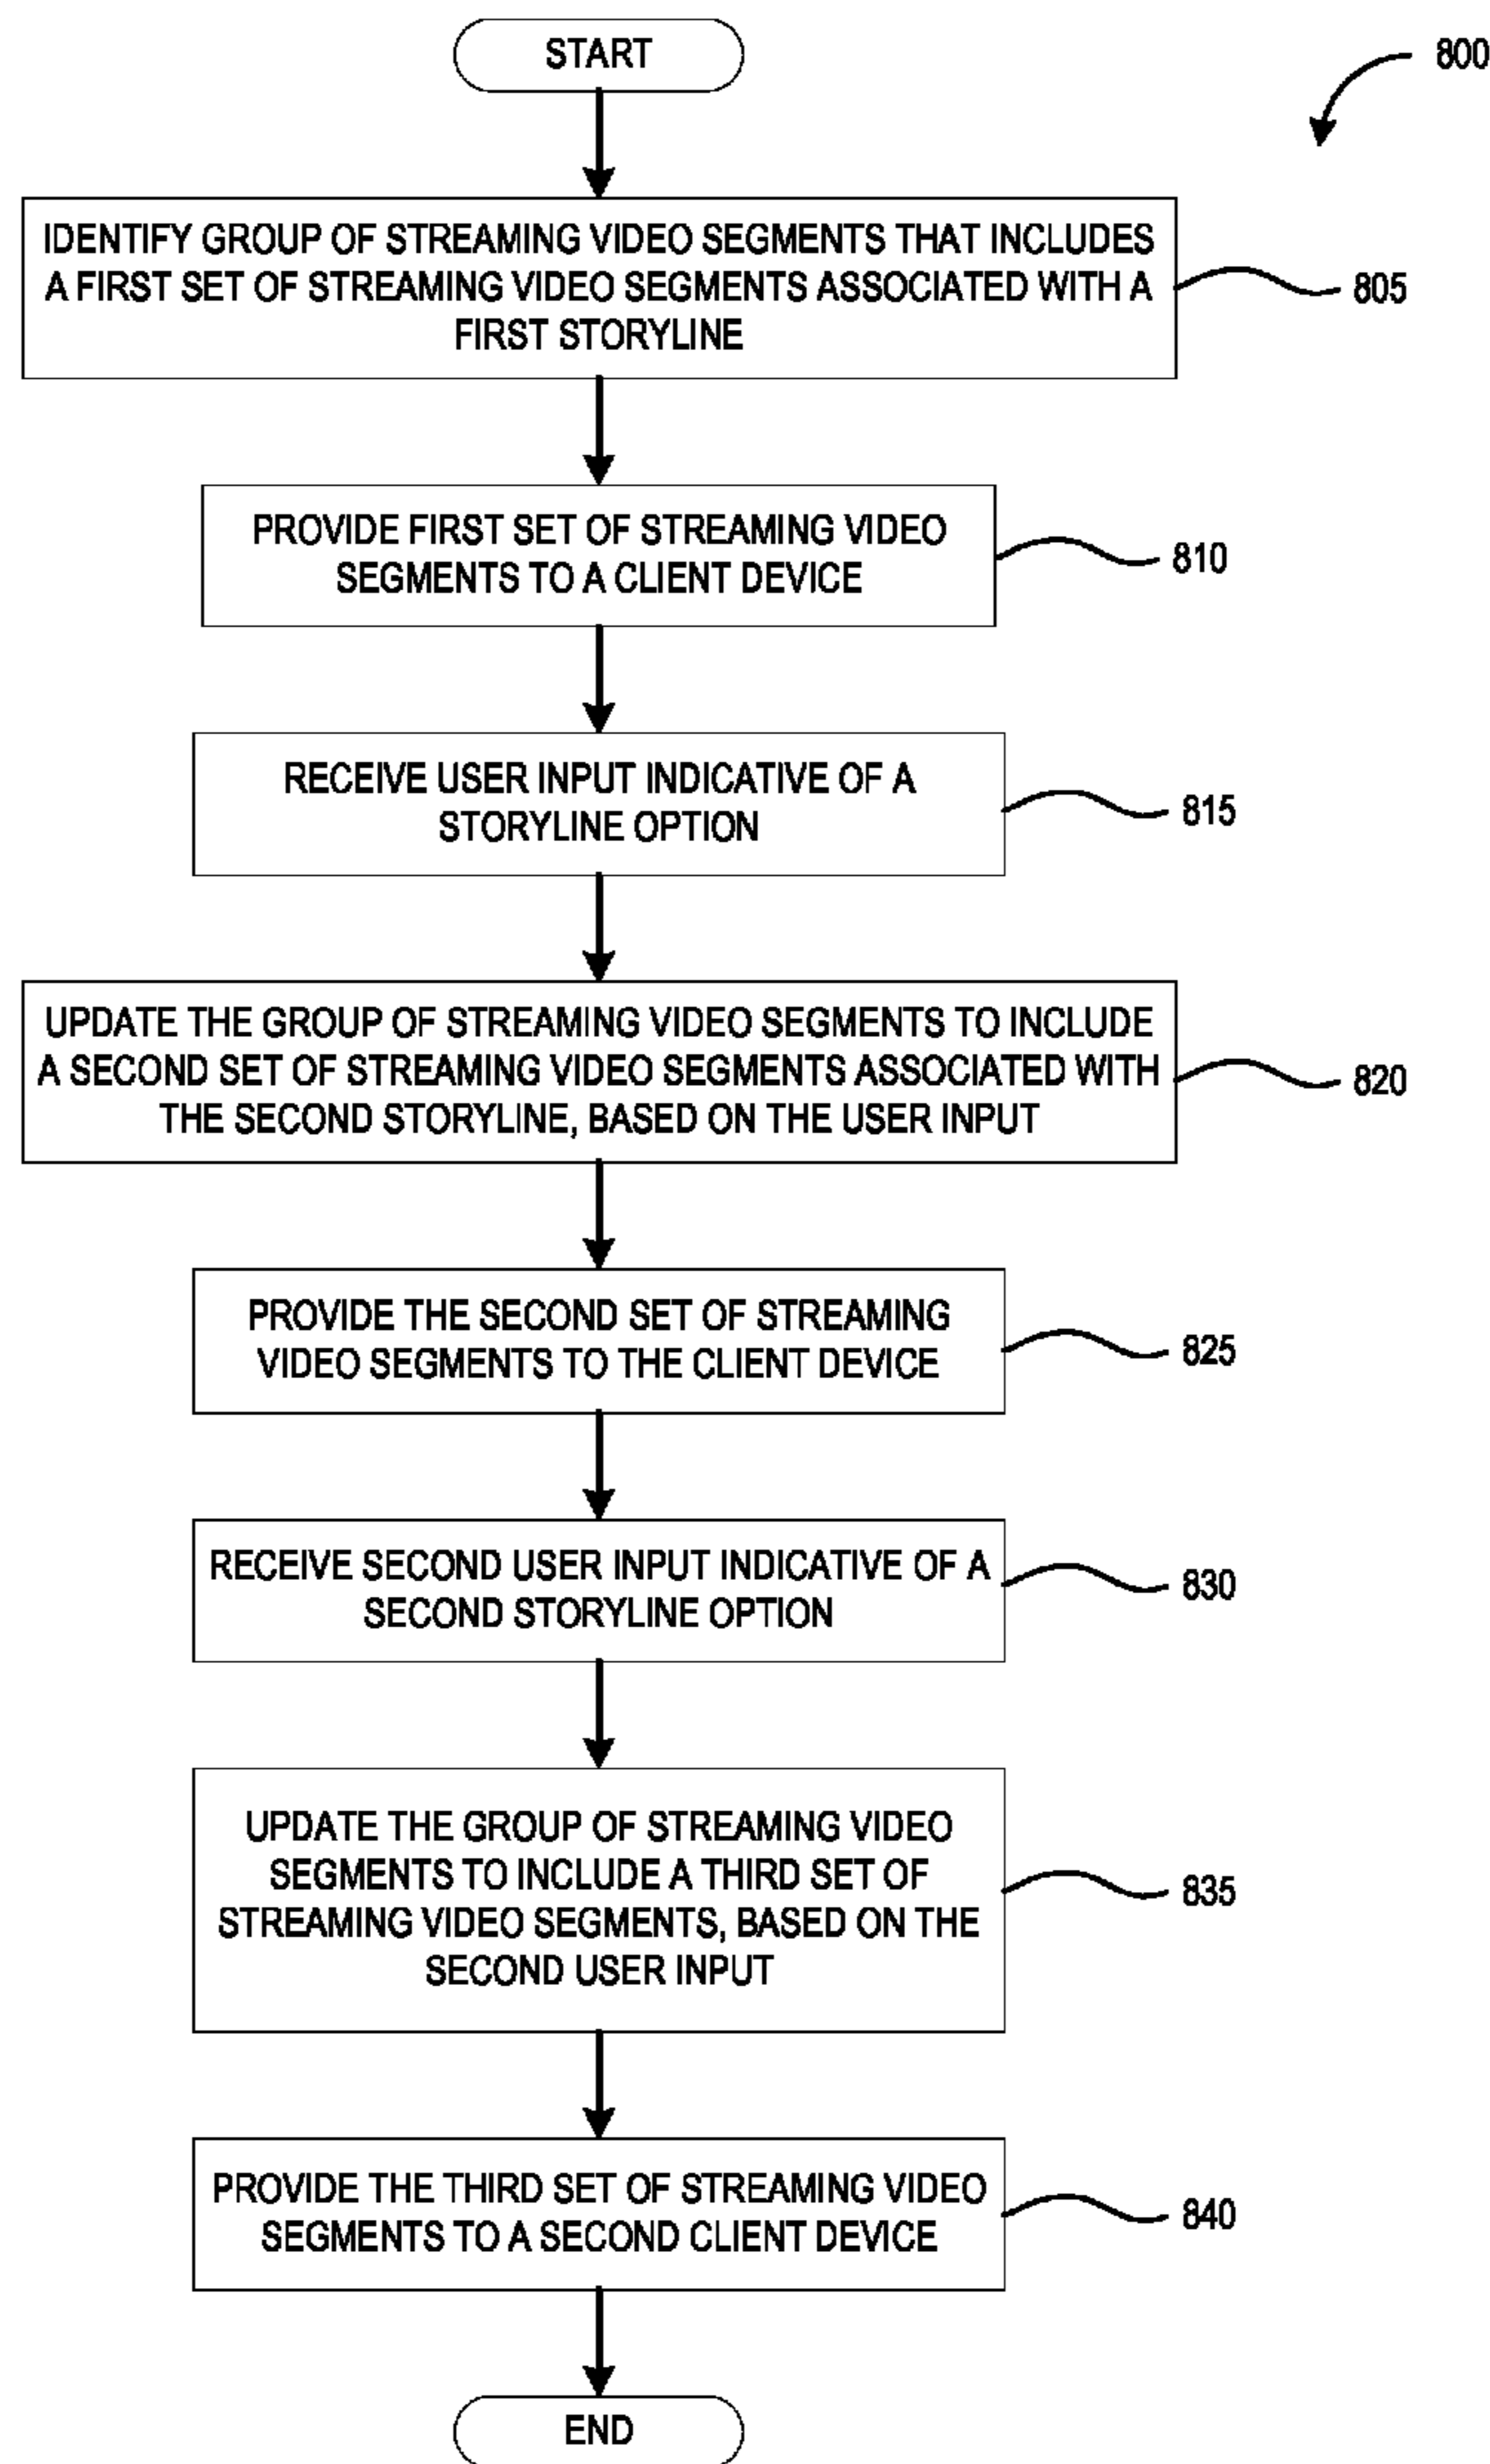 START
800
IDENTIFY GROUP OF STREAMING VIDEO SEGMENTS THAT INCLUDES
A FIRST SET OF STREAMING VIDEO SEGMENTS ASSOCIATED WITH A
FIRST STORYLINE
805
PROVIDE FIRST SET OF STREAMING VIDEO
SEGMENTS TO A CLIENT DEVICE
810
RECEIVE USER INPUT INDICATIVE OF A
STORYLINE OPTION
815
UPDATE THE GROUP OF STREAMING VIDEO SEGMENTS TO INCLUDE
A SECOND SET OF STREAMING VIDEO SEGMENTS ASSOCIATED WITH
THE SECOND STORYLINE, BASED ON THE USER INPUT
820
PROVIDE THE SECOND SET OF STREAMING
VIDEO SEGMENTS TO THE CLIENT DEVICE
825
RECEIVE SECOND USER INPUT INDICATIVE OF A
SECOND STORYLINE OPTION
830
UPDATE THE GROUP OF STREAMING VIDEO
SEGMENTS TO INCLUDE A THIRD SET OF
STREAMING VIDEO SEGMENTS, BASED ON THE
SECOND USER INPUT
835
PROVIDE THE THIRD SET OF STREAMING VIDEO
SEGMENTS TO A SECOND CLIENT DEVICE
840
END